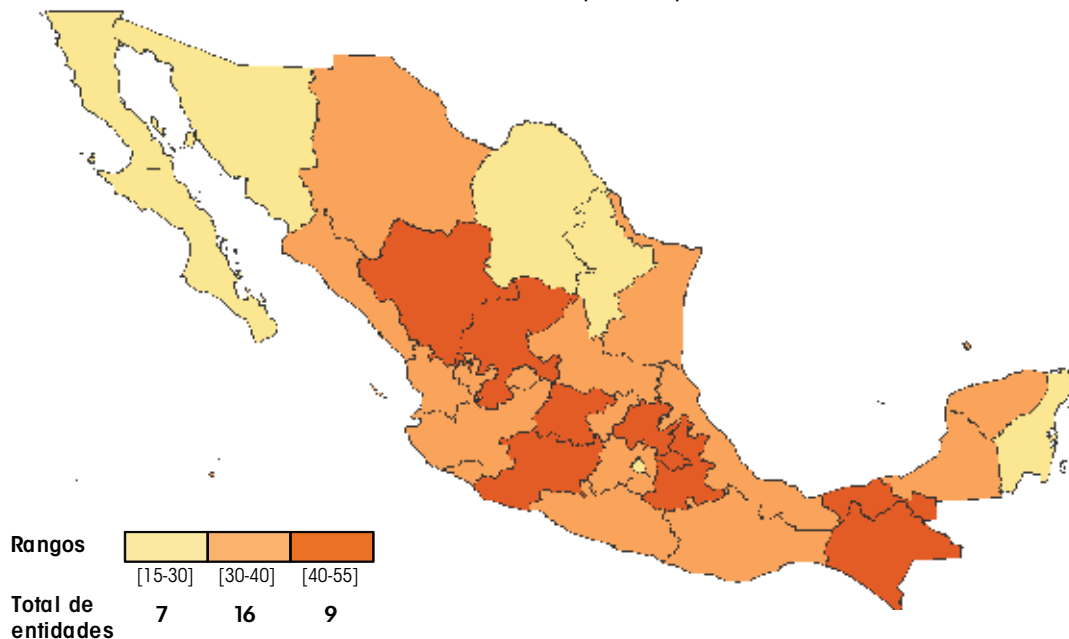 Rangos
[15-30] [30-40] [40-55]
Total de
entidades
7 16 9